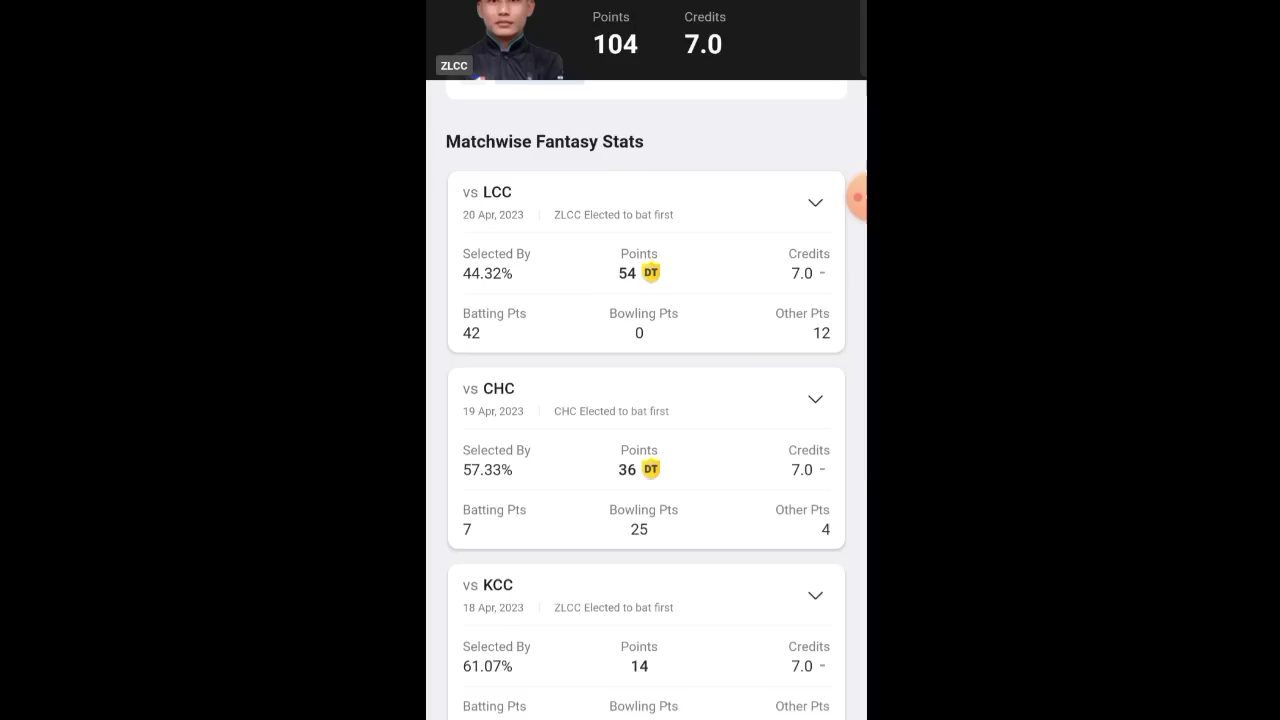 Points Credits
104 7.0
ZLCC
Matchwise Fantasy Stats
vs LCC
20 Apr, 2023 | ZLCC Elected to bat first
Selected By Points Credits
44.32% 54 DT 7.0 -
Batting Pts Bowling Pts Other Pts
42 0 12
vs CHC
19 Apr, 2023 | CHC Elected to bat first
Selected By Points Credits
57.33% 36 DT 7.0 -
Batting Pts Bowling Pts Other Pts
7 25 4
vs KCC
18 Apr, 2023 | ZLCC Elected to bat first
Selected By Points Credits
61.07% 14 7.0 -
Batting Pts Bowling Pts Other Pts